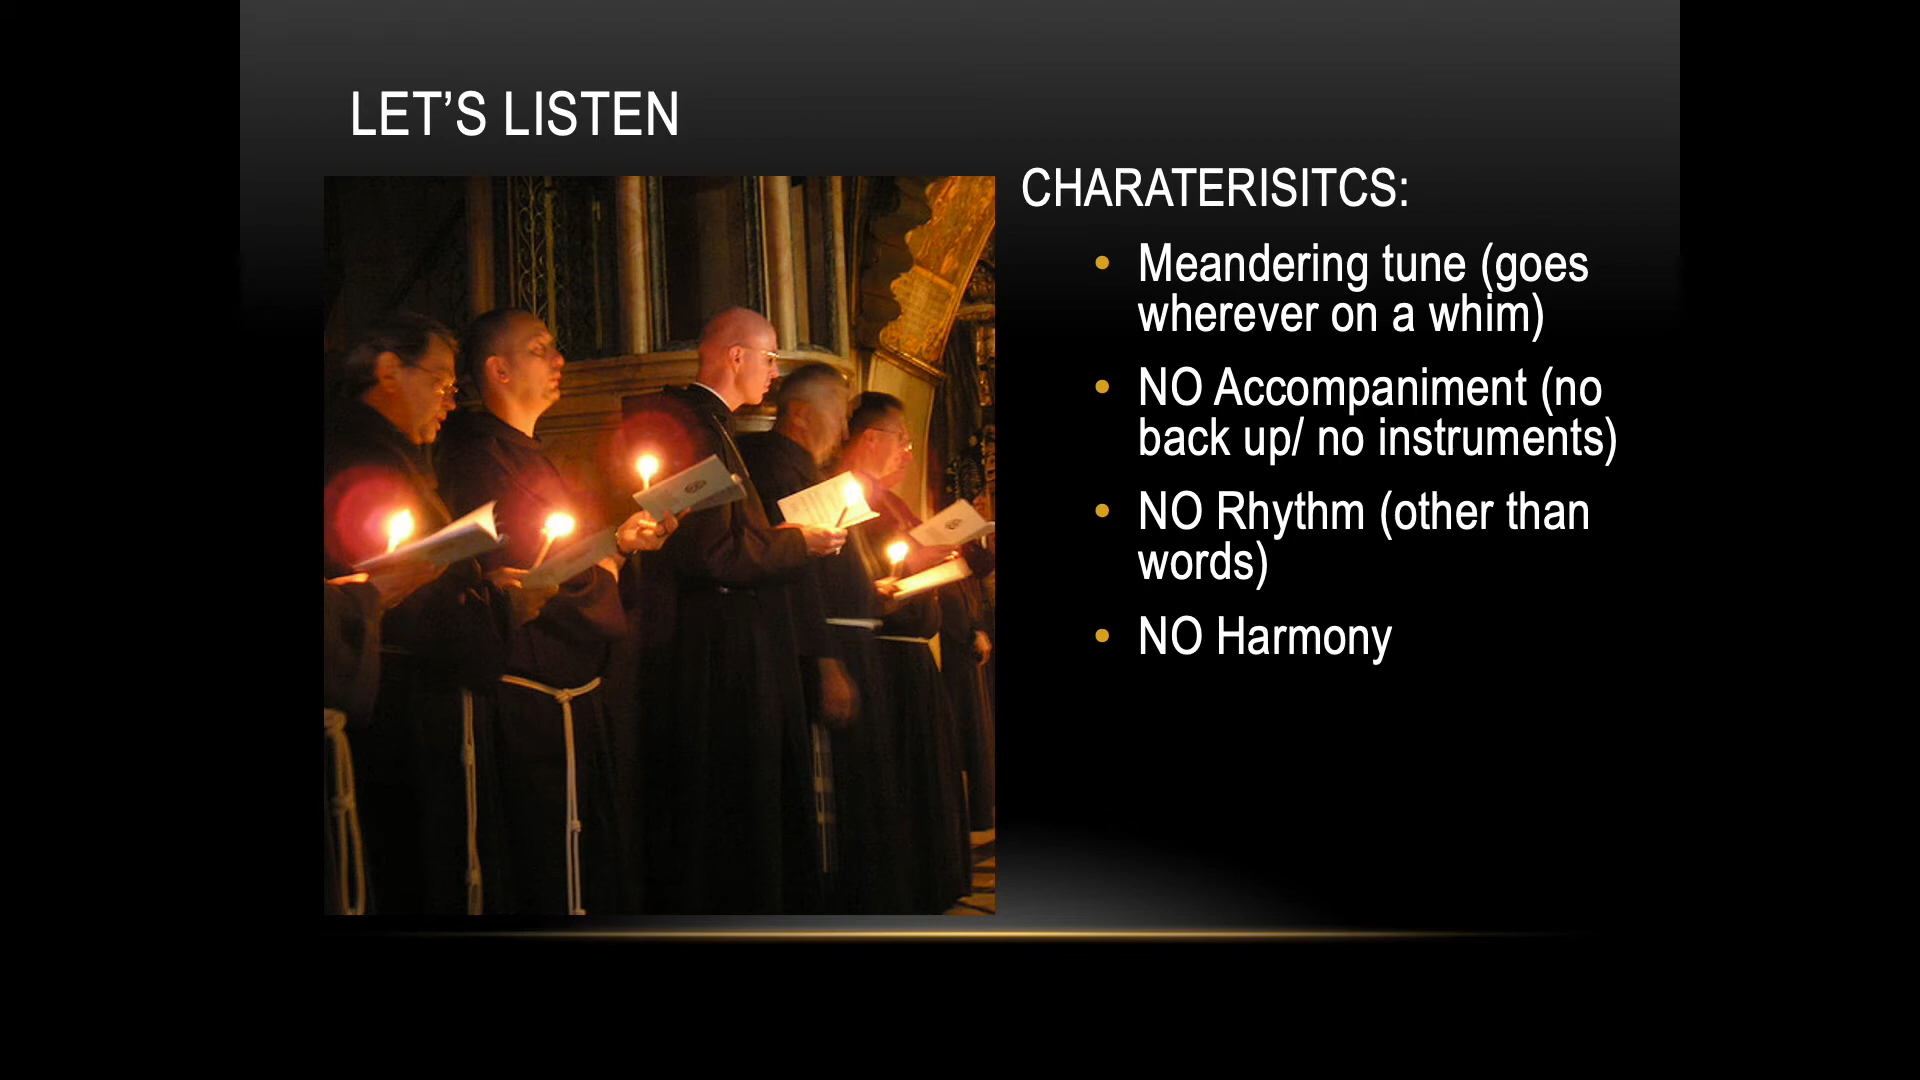 LET’S LISTEN
CHARATERISITCS:
• Meandering tune (goes
wherever on a whim)
• NO Accompaniment (no
back up/ no instruments)
• NO Rhythm (other than
words)
• NO Harmony